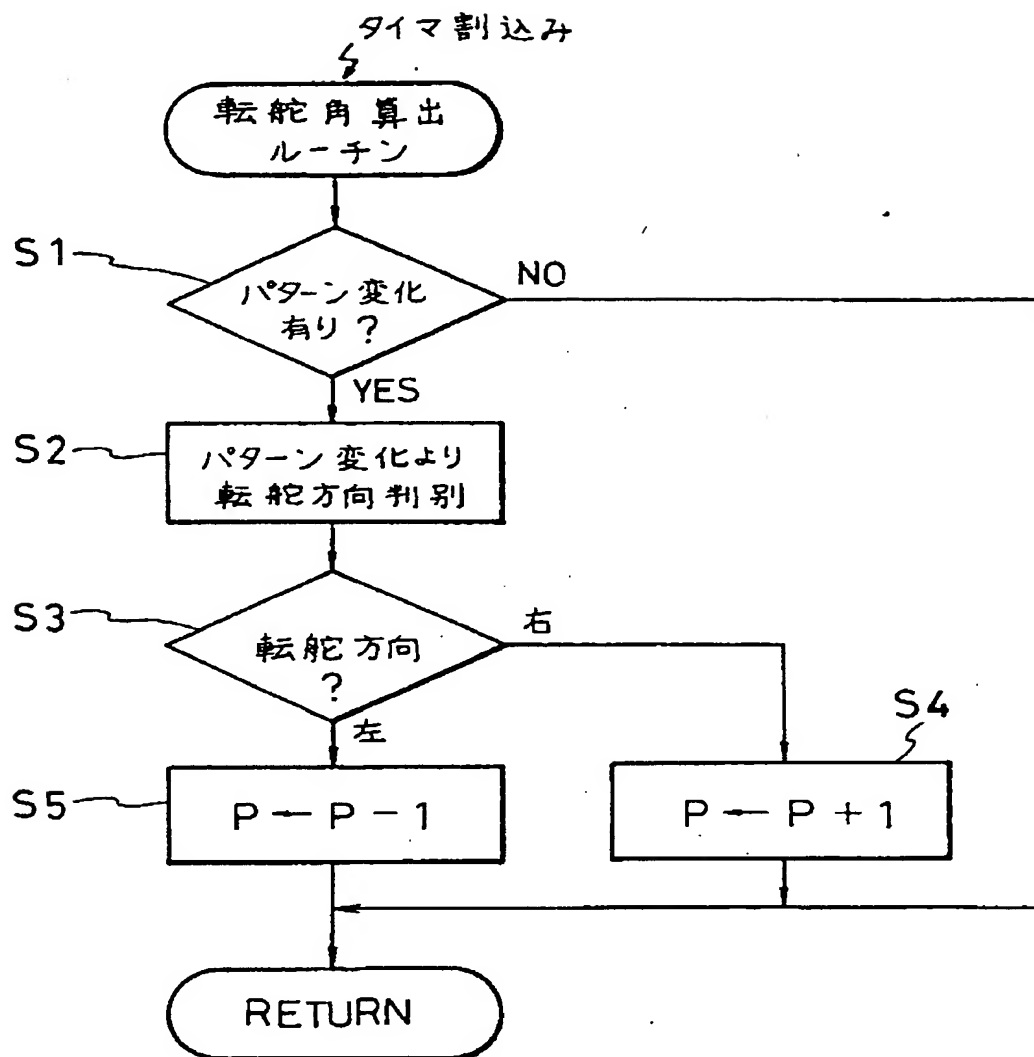 タイマ割込み
転舵角算出
ルーチン
S1
パターン変化
有り?
NO
YES
S2
パターン変化より
転舵方向判別
S3
転舵方向
?
右
左
S4
S5
P ← P - 1
P ← P + 1
RETURN